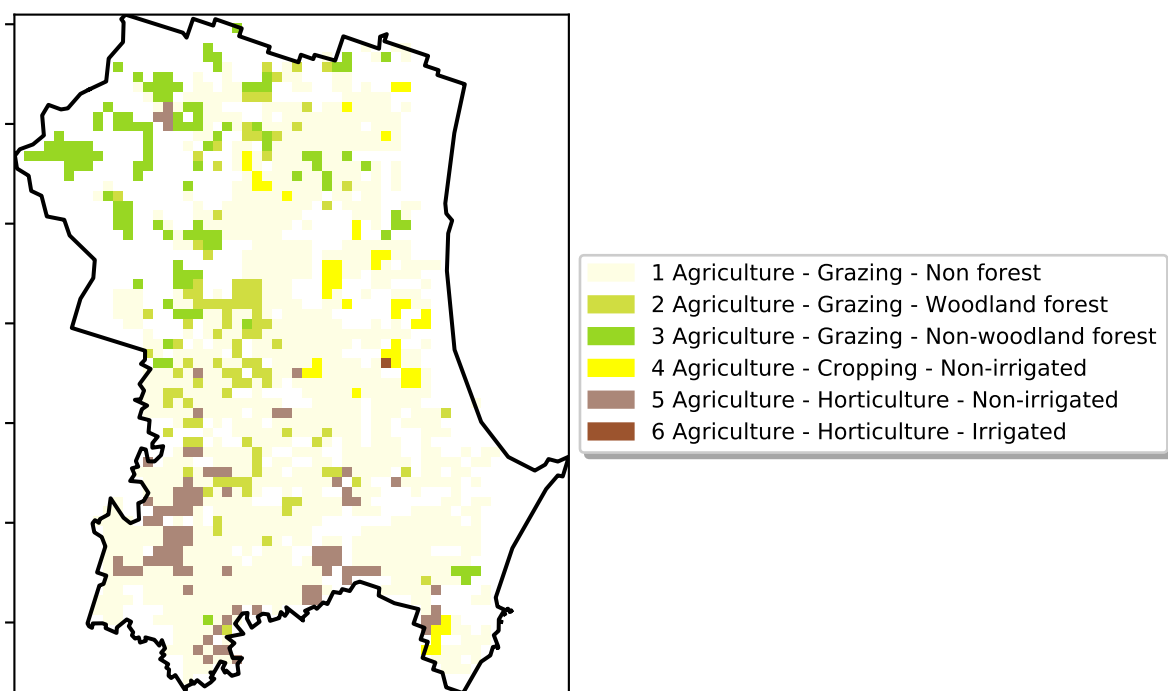 1 Agriculture - Grazing - Non forest
2 Agriculture - Grazing - Woodland forest
3 Agriculture - Grazing - Non-woodland forest
4 Agriculture - Cropping - Non-irrigated
5 Agriculture - Horticulture - Non-irrigated
6 Agriculture - Horticulture - Irrigated